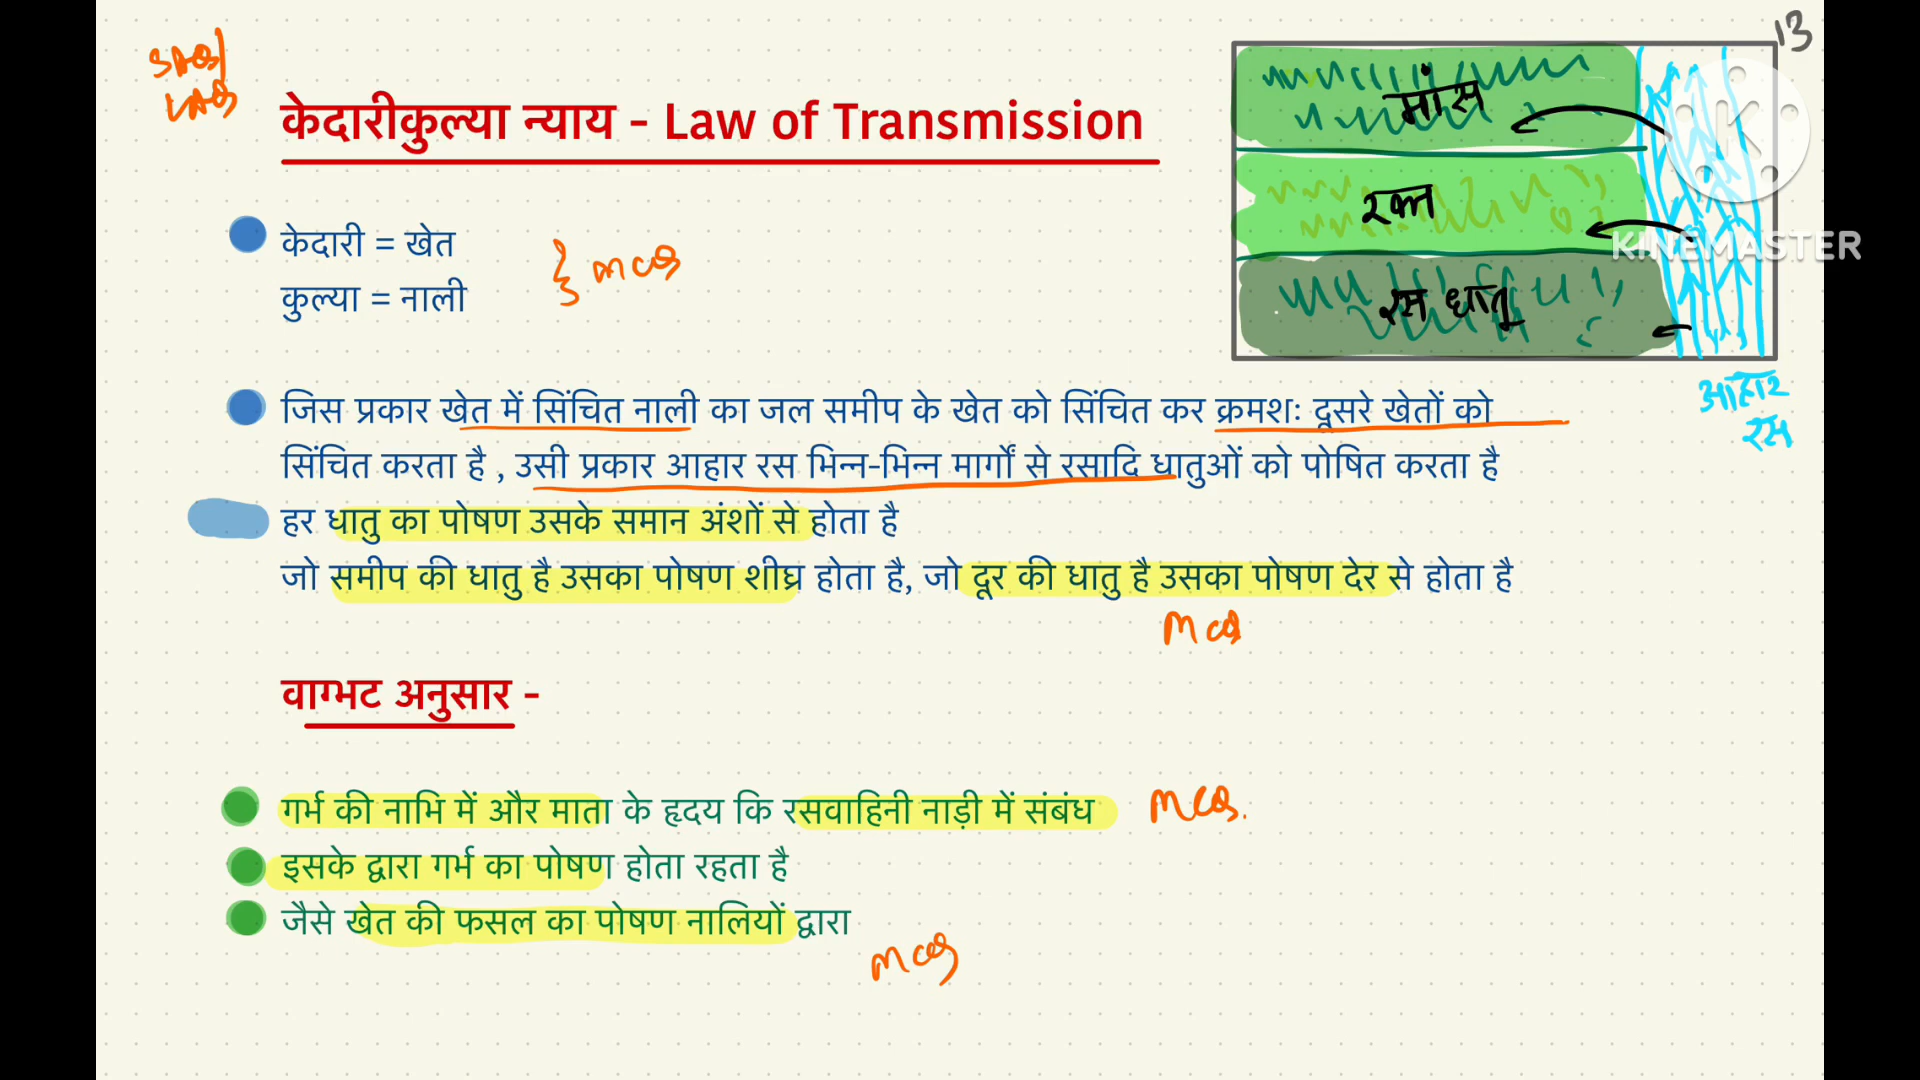 SAQ/
LAQ
13
केदारीकुल्या न्याय - Law of Transmission
मांस
रक्त
रस धातु
आहार
रस
KINEMASTER
केदारी = खेत
कुल्या = नाली
} mcq
जिस प्रकार खेत में सिंचित नाली का जल समीप के खेत को सिंचित कर क्रमशः दूसरे खेतों को
सिंचित करता है , उसी प्रकार आहार रस भिन्न-भिन्न मार्गों से रसादि धातुओं को पोषित करता है
हर धातु का पोषण उसके समान अंशों से होता है
जो समीप की धातु है उसका पोषण शीघ्र होता है, जो दूर की धातु है उसका पोषण देर से होता है
mcq
वाग्भट अनुसार -
गर्भ की नाभि में और माता के हृदय कि रसवाहिनी नाड़ी में संबंध mcq.
इसके द्वारा गर्भ का पोषण होता रहता है
जैसे खेत की फसल का पोषण नालियों द्वारा
mcq